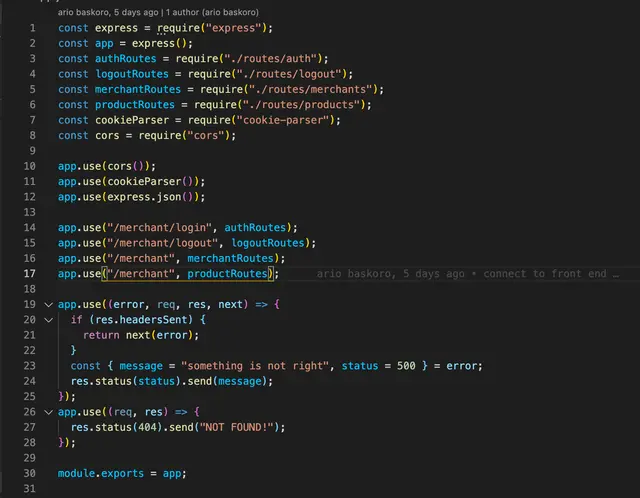 ario baskoro, 5 days ago | 1 author (ario baskoro)
1 const express = require("express");
2 const app = express();
3 const authRoutes = require("./routes/auth");
4 const logoutRoutes = require("./routes/logout");
5 const merchantRoutes = require("./routes/merchants");
6 const productRoutes = require("./routes/products");
7 const cookieParser = require("cookie-parser");
8 const cors = require("cors");
9
10 app.use(cors());
11 app.use(cookieParser());
12 app.use(express.json());
13
14 app.use("/merchant/login", authRoutes);
15 app.use("/merchant/logout", logoutRoutes);
16 app.use("/merchant", merchantRoutes);
17 app.use("/merchant", productRoutes); ario baskoro, 5 days ago • connect to front end …
18
19 app.use((error, req, res, next) => {
20 if (res.headersSent) {
21 return next(error);
22 }
23 const { message = "something is not right", status = 500 } = error;
24 res.status(status).send(message);
25 });
26 app.use((req, res) => {
27 res.status(404).send("NOT FOUND!");
28 });
29
30 module.exports = app;
31